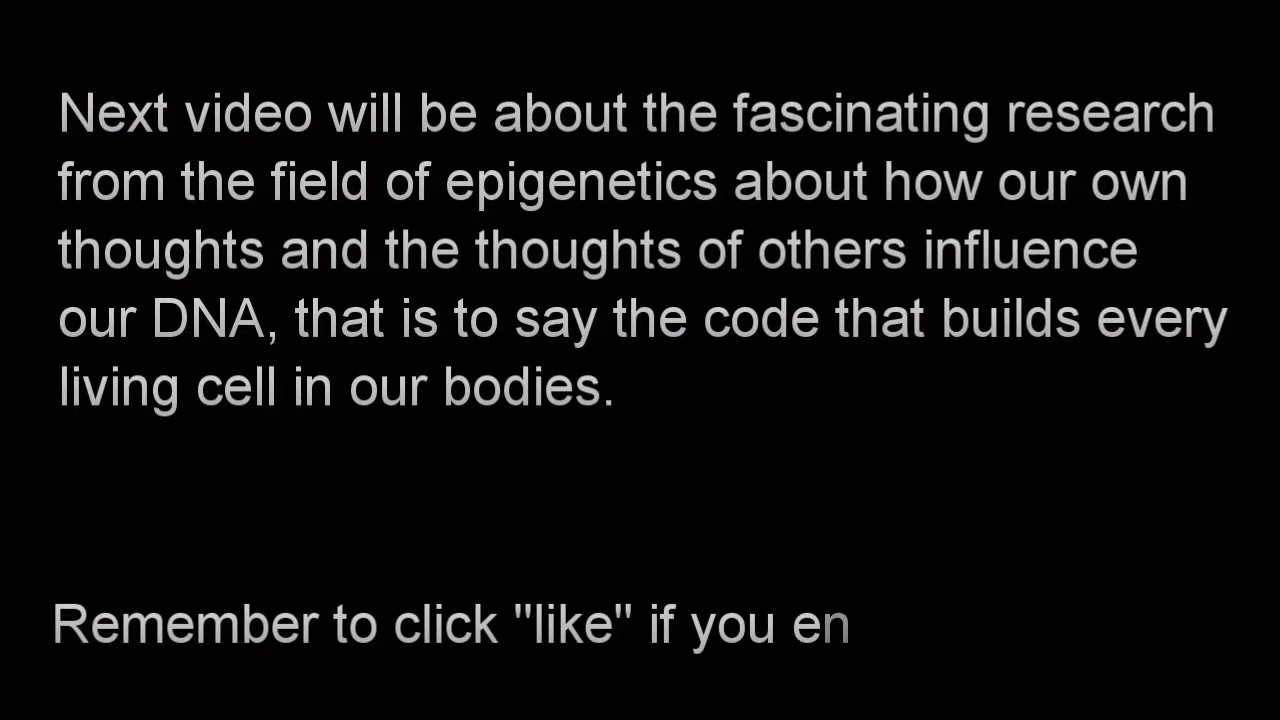 Next video will be about the fascinating research
from the field of epigenetics about how our own
thoughts and the thoughts of others influence
our DNA, that is to say the code that builds every
living cell in our bodies.
Remember to click "like" if you en